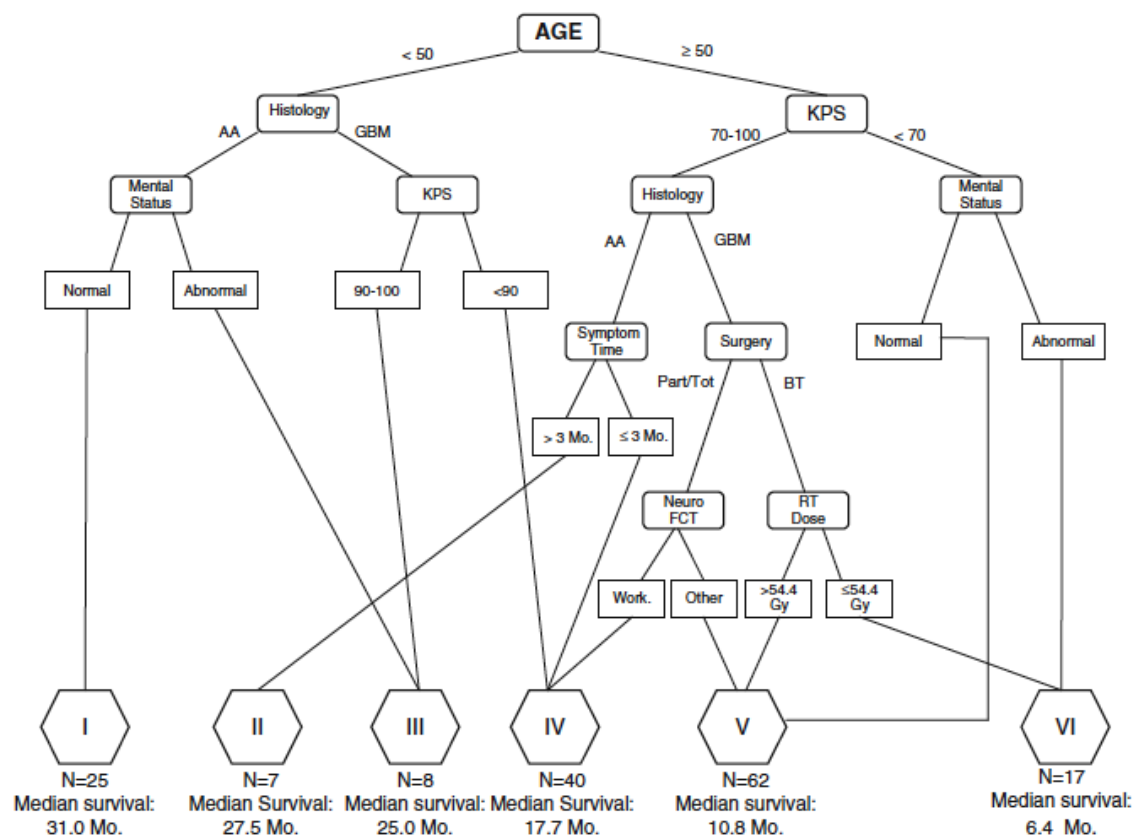 AGE
< 50
≥ 50
Histology
KPS
AA
GBM
70-100
< 70
Mental
Status
KPS
Histology
Mental
Status
AA
GBM
Normal
Abnormal
90-100
<90
Symptom
Time
Surgery
Normal
Abnormal
Part/Tot
BT
> 3 Mo.
≤ 3 Mo.
Neuro
FCT
RT
Dose
Work.
Other
>54.4
Gy
≤54.4
Gy
I
II
III
IV
V
VI
N=25
Median survival:
31.0 Mo.
N=7
Median Survival:
27.5 Mo.
N=8
Median survival:
25.0 Mo.
N=40
Median Survival:
17.7 Mo.
N=62
Median survival:
10.8 Mo.
N=17
Median survival:
6.4 Mo.